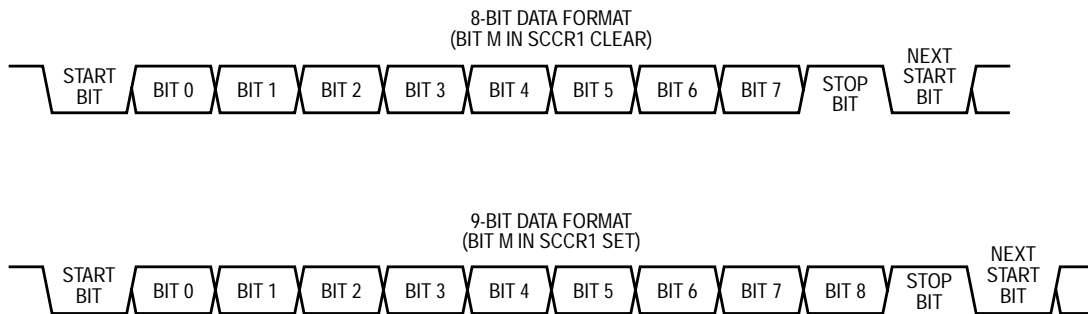 8-BIT DATA FORMAT
(BIT M IN SCCR1 CLEAR)
START BIT
BIT 0
BIT 1
BIT 2
BIT 3
BIT 4
BIT 5
BIT 6
BIT 7
STOP BIT
NEXT START BIT
9-BIT DATA FORMAT
(BIT M IN SCCR1 SET)
START BIT
BIT 0
BIT 1
BIT 2
BIT 3
BIT 4
BIT 5
BIT 6
BIT 7
BIT 8
STOP BIT
NEXT START BIT